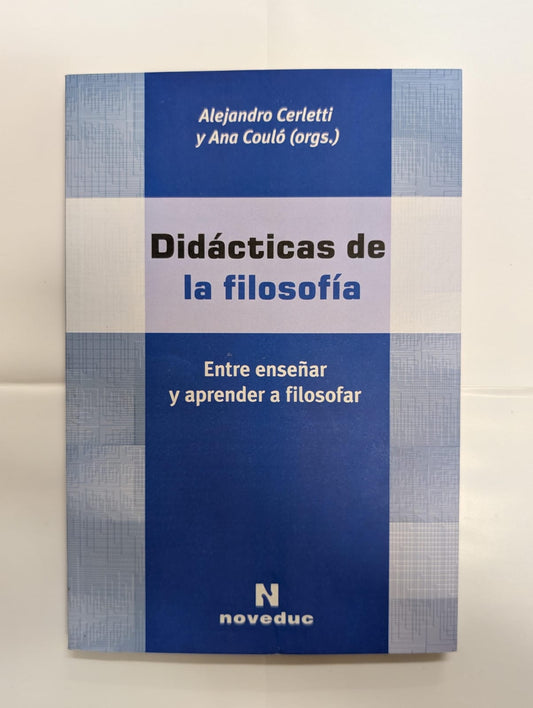 Alejandro Cerletti
y Ana Couló (orgs.)
Didácticas de
la filosofía
Entre enseñar
y aprender a filosofar
N
noveduc